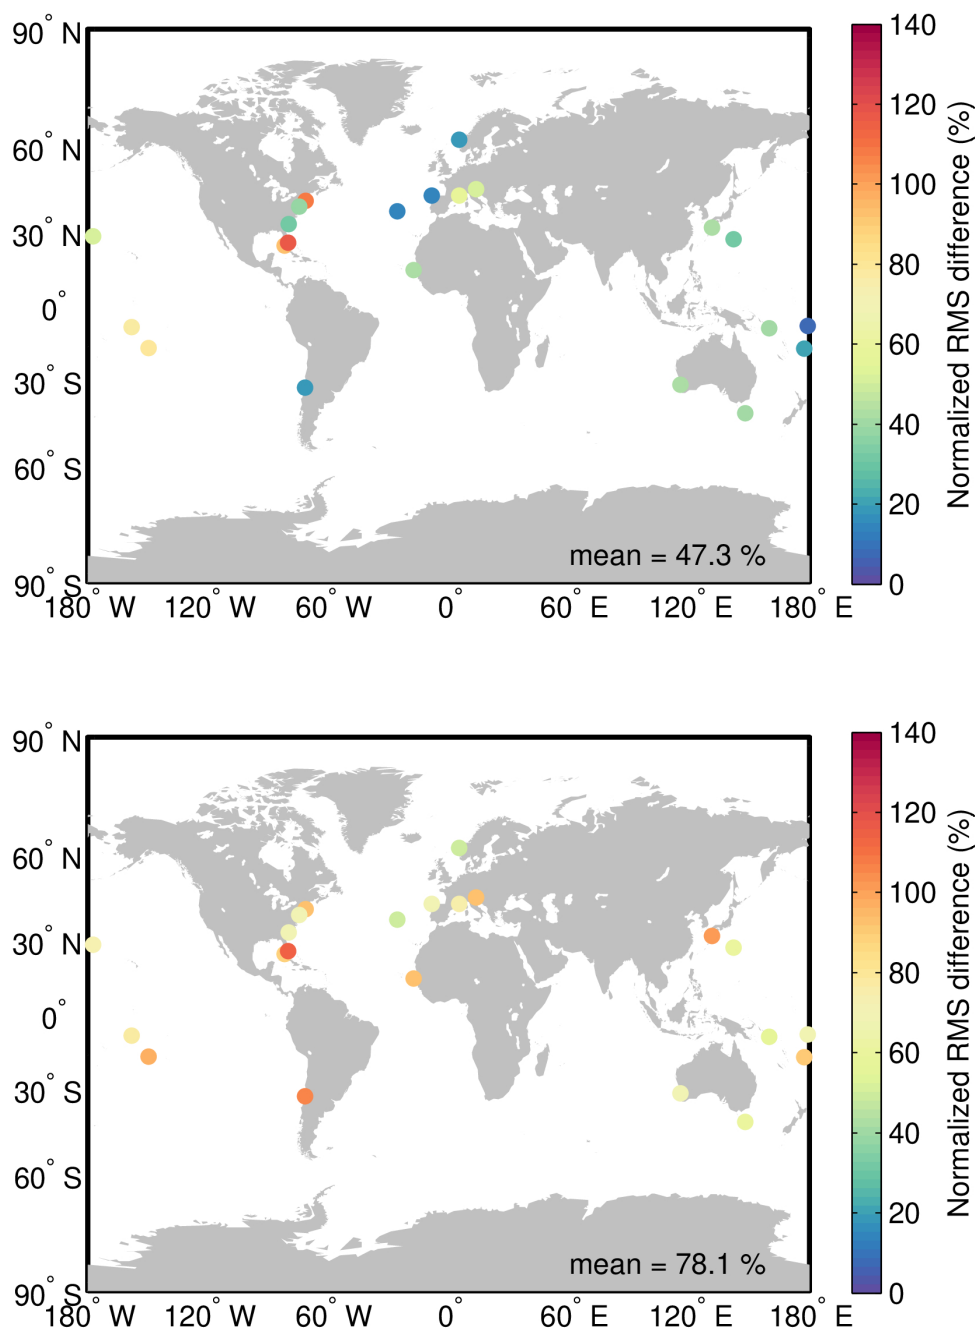 90° N
60° N
30° N
0°
30° S
60° S
90° S
180° W 120° W 60° W 0° 60° E 120° E 180° E
mean = 47.3 %
140
120
100
80
60
40
20
0
Normalized RMS difference (%)
90° N
60° N
30° N
0°
30° S
60° S
90° S
180° W 120° W 60° W 0° 60° E 120° E 180° E
mean = 78.1 %
140
120
100
80
60
40
20
0
Normalized RMS difference (%)